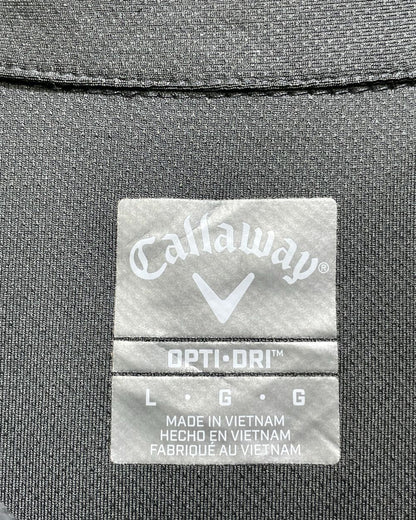 Callaway®
OPTI•DRI™
L • G • G
MADE IN VIETNAM
HECHO EN VIETNAM
FABRIQUÉ AU VIETNAM